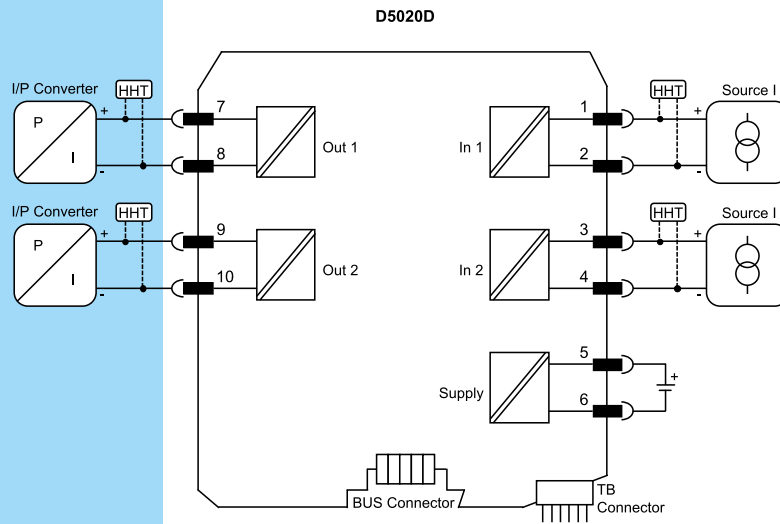 D5020D
I/P Converter
HHT
7
1
HHT
Source I
+
+
P
Out 1
In 1
I
8
2
-
-
I/P Converter
HHT
9
3
HHT
Source I
+
+
P
Out 2
In 2
I
10
4
-
-
5
+
Supply
6
BUS Connector
TB
Connector